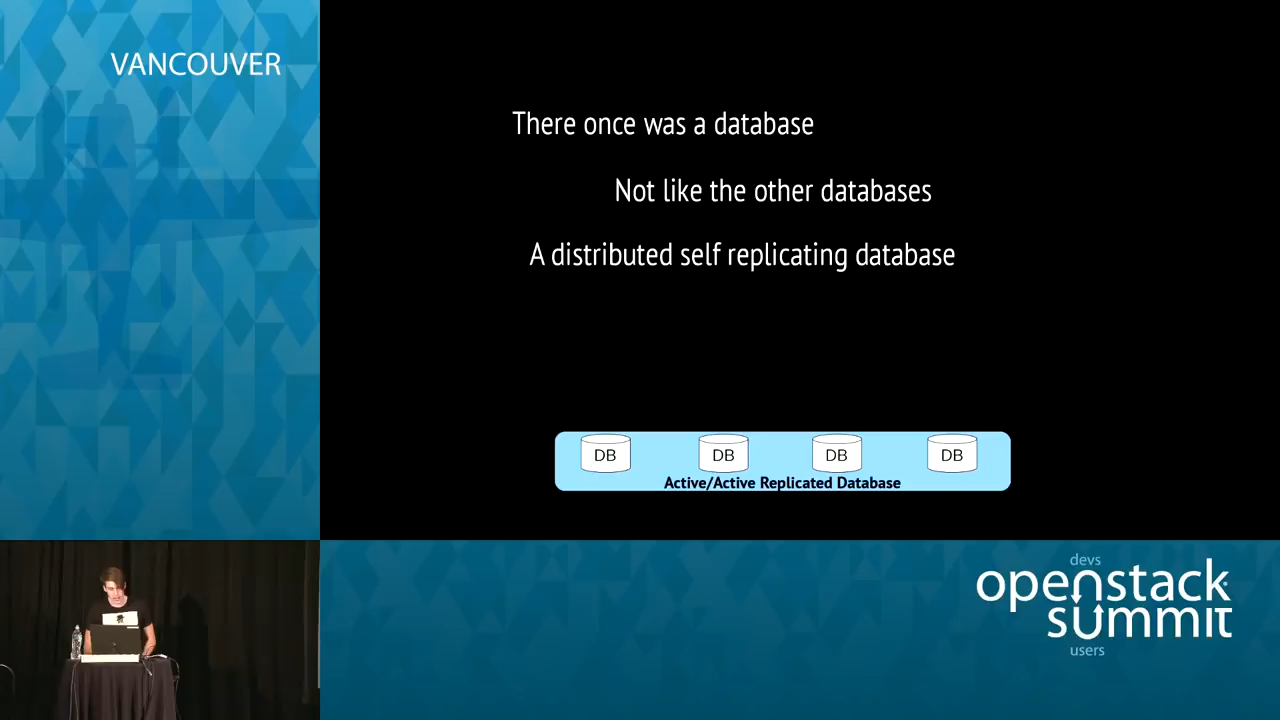 VANCOUVER
There once was a database
Not like the other databases
A distributed self replicating database
DB DB DB DB
Active/Active Replicated Database
devs
openstack
summit
users